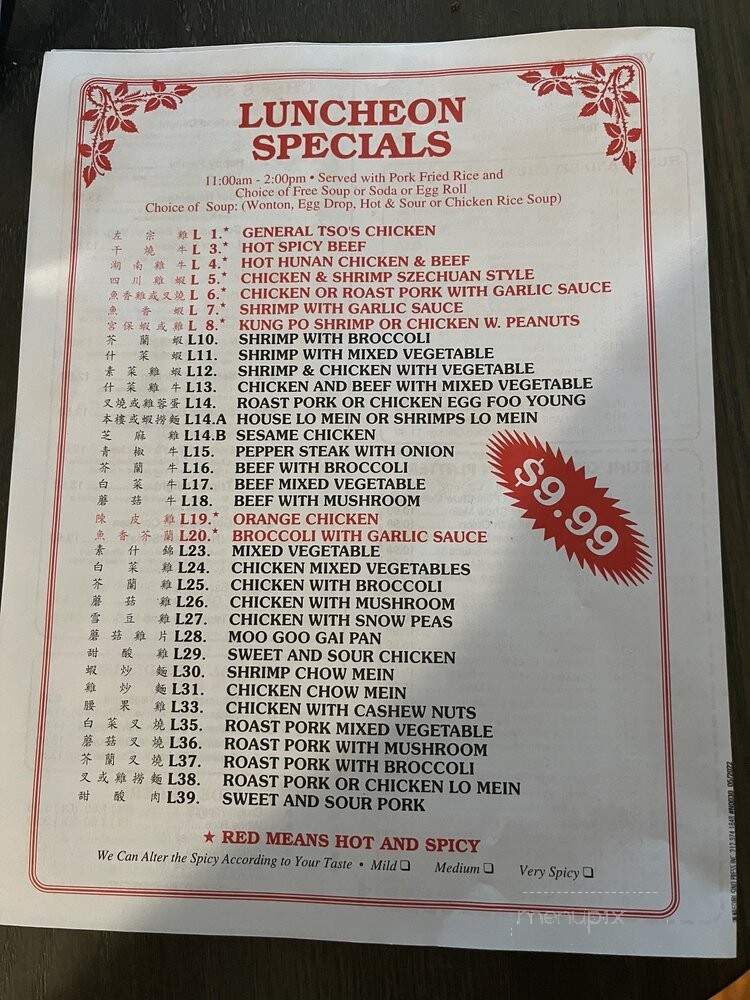 LUNCHEON
SPECIALS
11:00am - 2:00pm • Served with Pork Fried Rice and
Choice of Free Soup or Soda or Egg Roll
Choice of Soup: (Wonton, Egg Drop, Hot & Sour or Chicken Rice Soup)
左宗雞 L 1.* GENERAL TSO'S CHICKEN
干燒牛 L 3.* HOT SPICY BEEF
湖南雞牛 L 4.* HOT HUNAN CHICKEN & BEEF
四川雞蝦 L 5.* CHICKEN & SHRIMP SZECHUAN STYLE
魚香雞或叉燒 L 6.* CHICKEN OR ROAST PORK WITH GARLIC SAUCE
魚香蝦 L 7.* SHRIMP WITH GARLIC SAUCE
宮保蝦或雞 L 8.* KUNG PO SHRIMP OR CHICKEN W. PEANUTS
芥蘭蝦 L10. SHRIMP WITH BROCCOLI
什菜蝦 L11. SHRIMP WITH MIXED VEGETABLE
素菜雞蝦 L12. SHRIMP & CHICKEN WITH VEGETABLE
什菜雞牛 L13. CHICKEN AND BEEF WITH MIXED VEGETABLE
叉燒或雞蓉蛋 L14. ROAST PORK OR CHICKEN EGG FOO YOUNG
本樓或蝦撈麵 L14.A HOUSE LO MEIN OR SHRIMPS LO MEIN
芝麻雞 L14.B SESAME CHICKEN
青椒牛 L15. PEPPER STEAK WITH ONION
芥蘭牛 L16. BEEF WITH BROCCOLI
白菜牛 L17. BEEF MIXED VEGETABLE
蘑菇牛 L18. BEEF WITH MUSHROOM
$9.99
陳皮雞 L19.* ORANGE CHICKEN
魚香芥蘭 L20.* BROCCOLI WITH GARLIC SAUCE
素什錦 L23. MIXED VEGETABLE
白菜雞 L24. CHICKEN MIXED VEGETABLES
芥蘭雞 L25. CHICKEN WITH BROCCOLI
蘑菇雞 L26. CHICKEN WITH MUSHROOM
雪豆雞 L27. CHICKEN WITH SNOW PEAS
蘑菇雞片 L28. MOO GOO GAI PAN
甜酸雞 L29. SWEET AND SOUR CHICKEN
蝦炒麵 L30. SHRIMP CHOW MEIN
雞炒麵 L31. CHICKEN CHOW MEIN
腰果雞 L33. CHICKEN WITH CASHEW NUTS
白菜叉燒 L35. ROAST PORK MIXED VEGETABLE
蘑菇叉燒 L36. ROAST PORK WITH MUSHROOM
芥蘭叉燒 L37. ROAST PORK WITH BROCCOLI
叉或雞撈麵 L38. ROAST PORK OR CHICKEN LO MEIN
甜酸肉 L39. SWEET AND SOUR PORK
★ RED MEANS HOT AND SPICY
We Can Alter the Spicy According to Your Taste • Mild ❏ Medium ❏ Very Spicy ❏
menupix